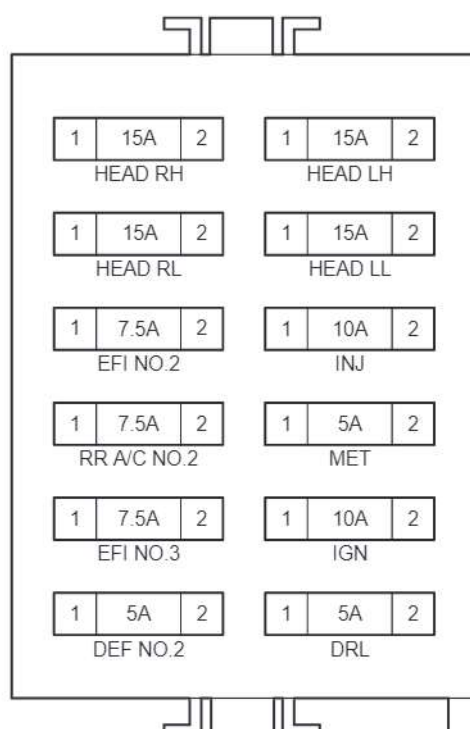 1 15A 2 1 15A 2
HEAD RH HEAD LH
1 15A 2 1 15A 2
HEAD RL HEAD LL
1 7.5A 2 1 10A 2
EFI NO.2 INJ
1 7.5A 2 1 5A 2
RR A/C NO.2 MET
1 7.5A 2 1 10A 2
EFI NO.3 IGN
1 5A 2 1 5A 2
DEF NO.2 DRL